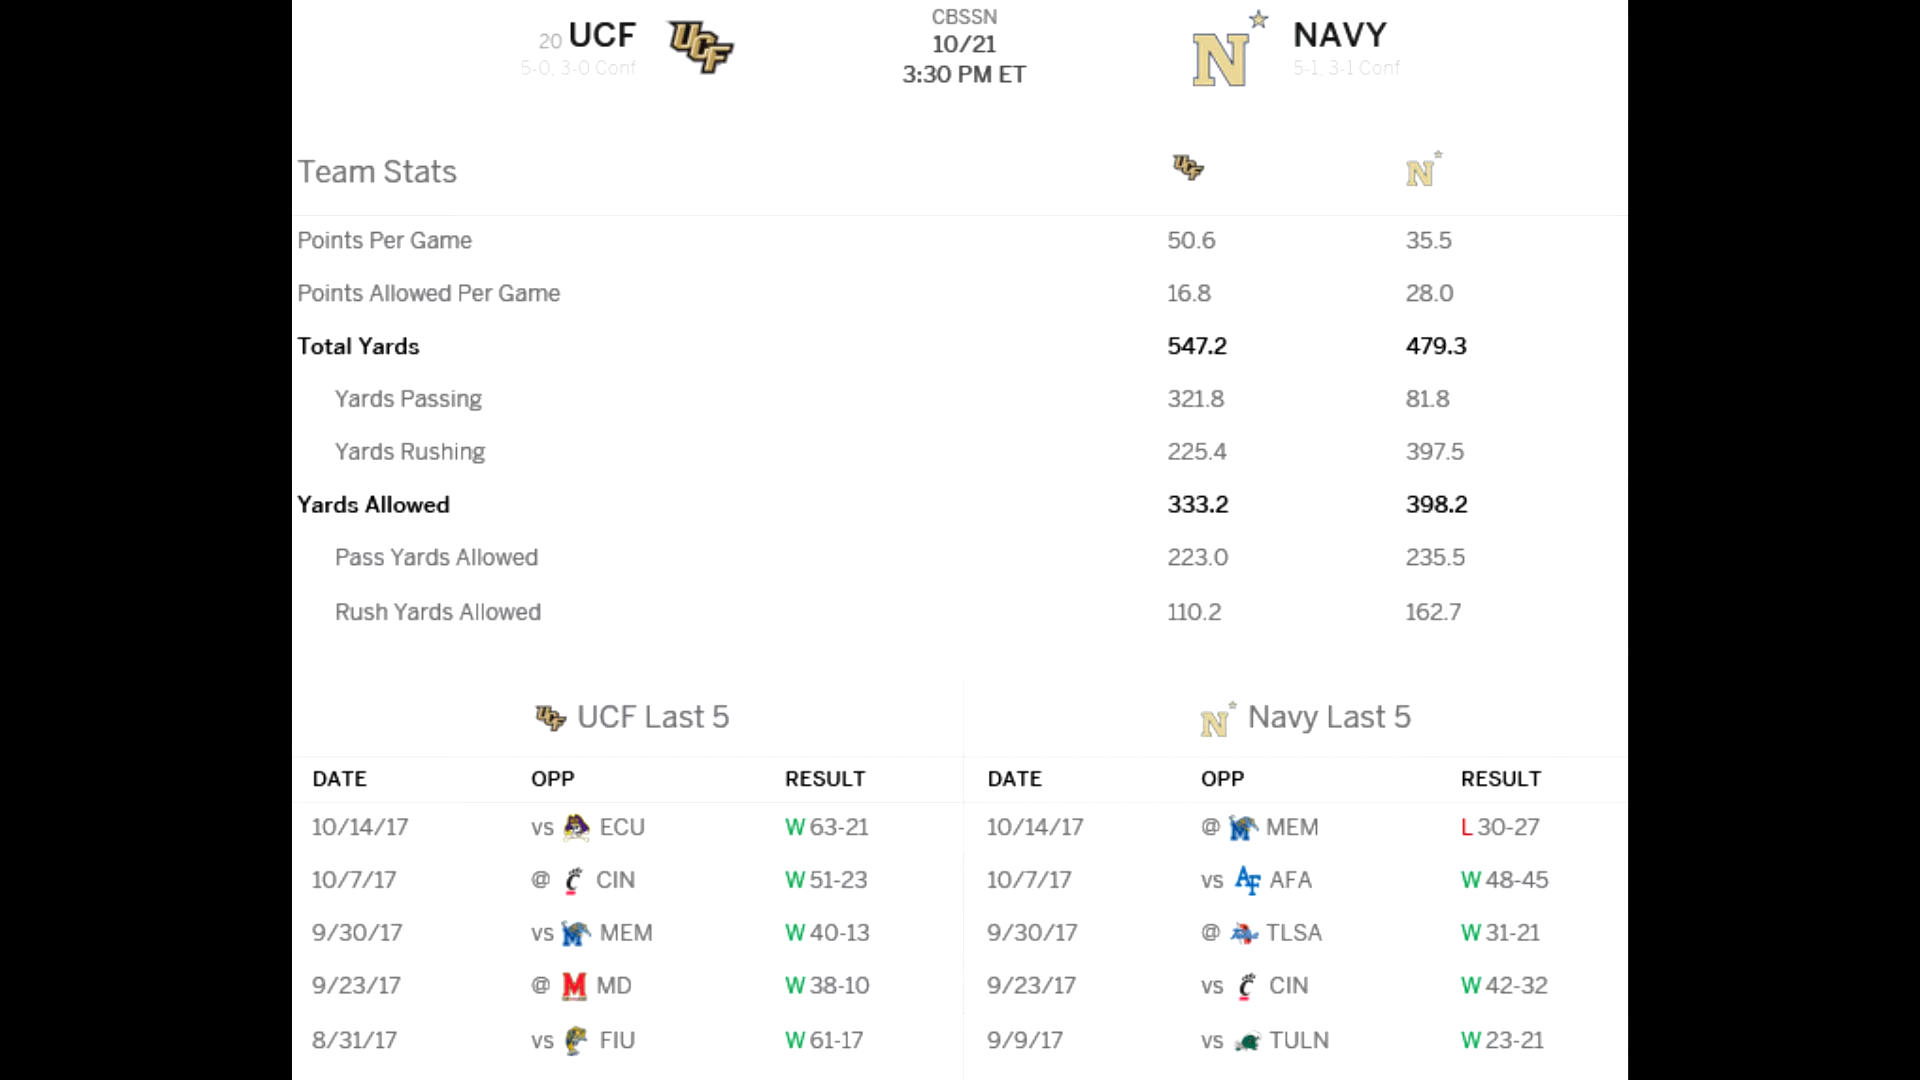 20 UCF
5-0, 3-0 Conf
UCF
CBSSN
10/21
3:30 PM ET
N
NAVY
5-1, 3-1 Conf
Team Stats UCF N
Points Per Game 50.6 35.5
Points Allowed Per Game 16.8 28.0
Total Yards 547.2 479.3
Yards Passing 321.8 81.8
Yards Rushing 225.4 397.5
Yards Allowed 333.2 398.2
Pass Yards Allowed 223.0 235.5
Rush Yards Allowed 110.2 162.7
UCF UCF Last 5
DATE OPP RESULT
10/14/17 vs ECU W 63-21
10/7/17 @ C CIN W 51-23
9/30/17 vs M MEM W 40-13
9/23/17 @ M MD W 38-10
8/31/17 vs FIU W 61-17
N Navy Last 5
DATE OPP RESULT
10/14/17 @ M MEM L 30-27
10/7/17 vs AF AFA W 48-45
9/30/17 @ TLSA W 31-21
9/23/17 vs C CIN W 42-32
9/9/17 vs TULN W 23-21